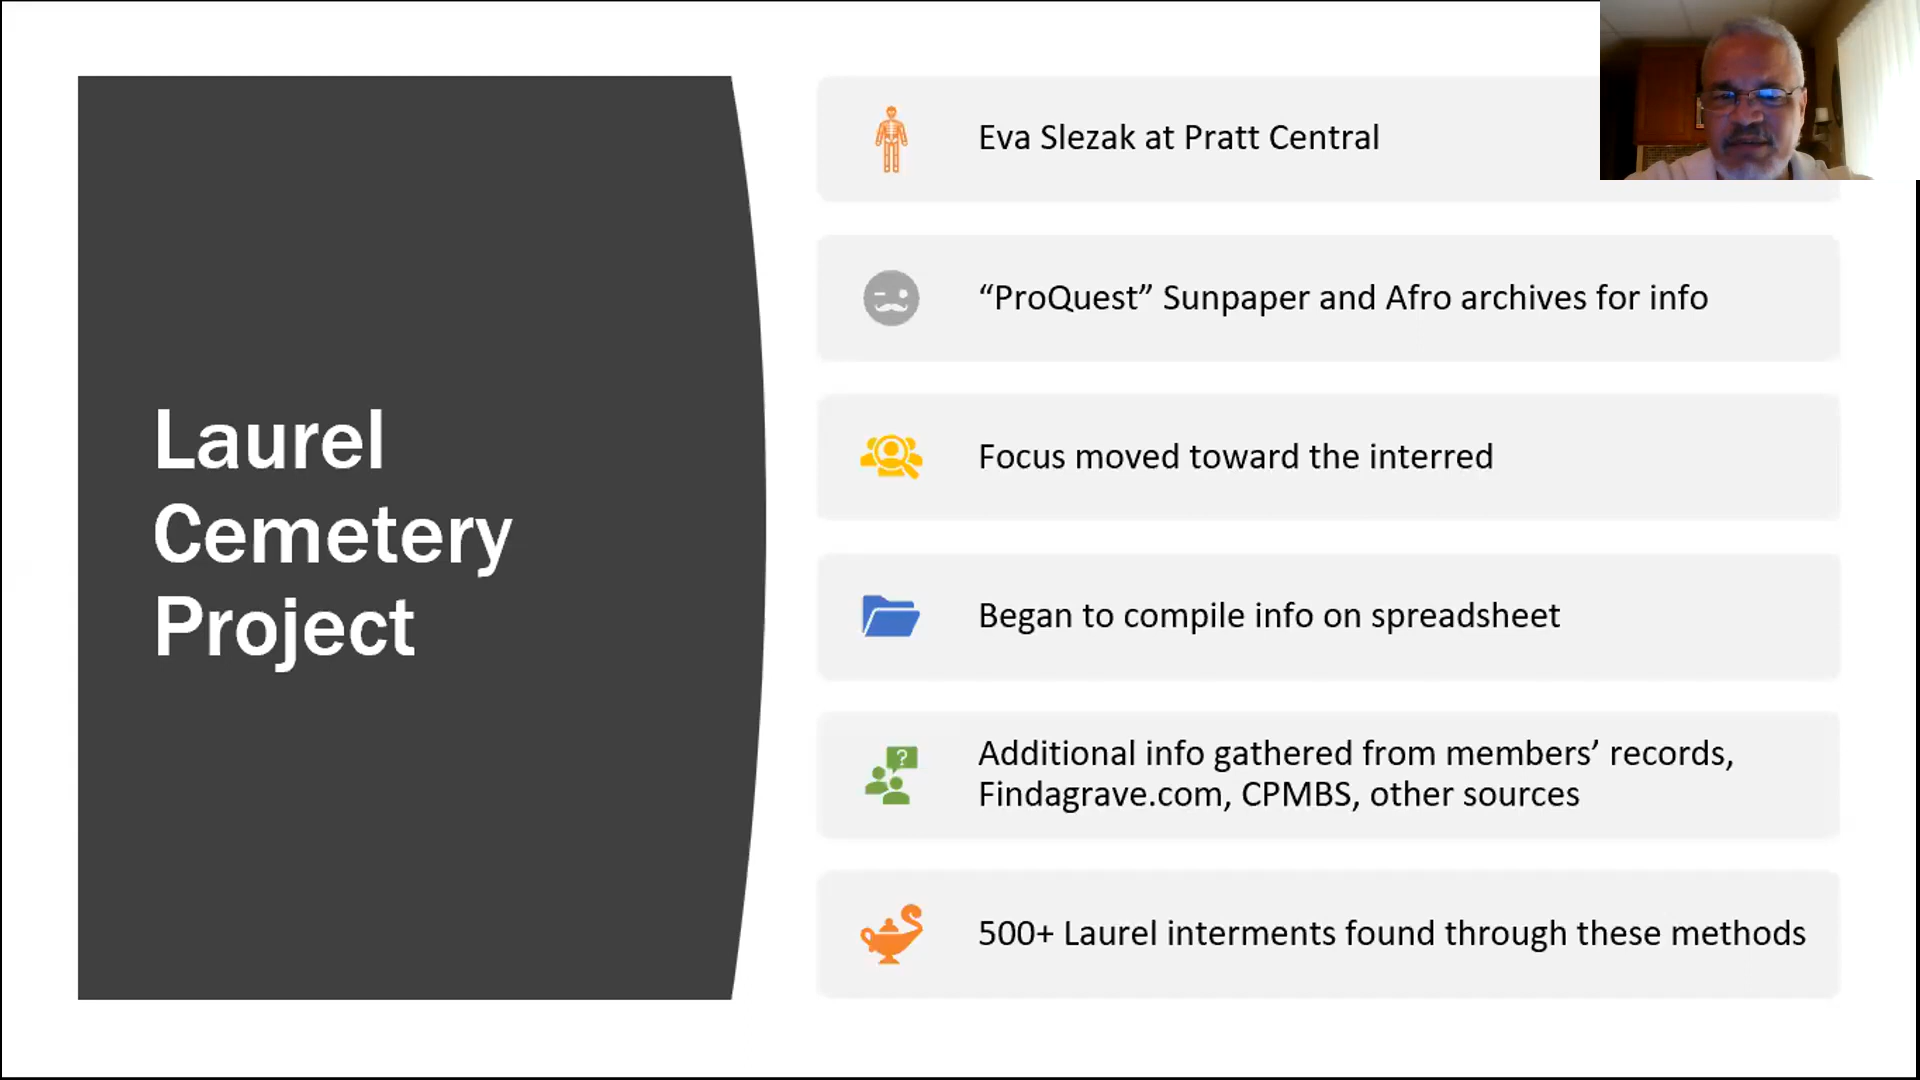 Laurel
Cemetery
Project
Eva Slezak at Pratt Central
“ProQuest” Sunpaper and Afro archives for info
Focus moved toward the interred
Began to compile info on spreadsheet
?
Additional info gathered from members’ records,
Findagrave.com, CPMBS, other sources
500+ Laurel interments found through these methods